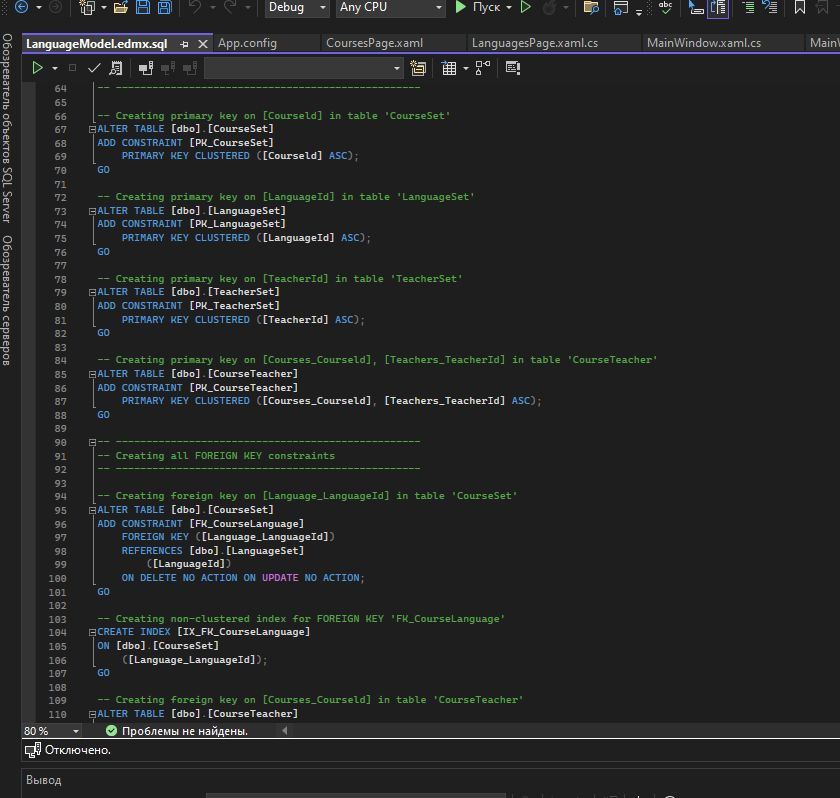 Debug Any CPU Пуск
LanguageModel.edmx.sql App.config CoursesPage.xaml LanguagesPage.xaml.cs MainWindow.xaml.cs MainW
Обозреватель объектов SQL Server
Обозреватель серверов
64 -- --------------------------------------------------
65
66 -- Creating primary key on [CourseId] in table 'CourseSet'
67 ALTER TABLE [dbo].[CourseSet]
68 ADD CONSTRAINT [PK_CourseSet]
69 PRIMARY KEY CLUSTERED ([CourseId] ASC);
70 GO
71
72 -- Creating primary key on [LanguageId] in table 'LanguageSet'
73 ALTER TABLE [dbo].[LanguageSet]
74 ADD CONSTRAINT [PK_LanguageSet]
75 PRIMARY KEY CLUSTERED ([LanguageId] ASC);
76 GO
77
78 -- Creating primary key on [TeacherId] in table 'TeacherSet'
79 ALTER TABLE [dbo].[TeacherSet]
80 ADD CONSTRAINT [PK_TeacherSet]
81 PRIMARY KEY CLUSTERED ([TeacherId] ASC);
82 GO
83
84 -- Creating primary key on [Courses_CourseId], [Teachers_TeacherId] in table 'CourseTeacher'
85 ALTER TABLE [dbo].[CourseTeacher]
86 ADD CONSTRAINT [PK_CourseTeacher]
87 PRIMARY KEY CLUSTERED ([Courses_CourseId], [Teachers_TeacherId] ASC);
88 GO
89
90 -- --------------------------------------------------
91 -- Creating all FOREIGN KEY constraints
92 -- --------------------------------------------------
93
94 -- Creating foreign key on [Language_LanguageId] in table 'CourseSet'
95 ALTER TABLE [dbo].[CourseSet]
96 ADD CONSTRAINT [FK_CourseLanguage]
97 FOREIGN KEY ([Language_LanguageId])
98 REFERENCES [dbo].[LanguageSet]
99 ([LanguageId])
100 ON DELETE NO ACTION ON UPDATE NO ACTION;
101 GO
102
103 -- Creating non-clustered index for FOREIGN KEY 'FK_CourseLanguage'
104 CREATE INDEX [IX_FK_CourseLanguage]
105 ON [dbo].[CourseSet]
106 ([Language_LanguageId]);
107 GO
108
109 -- Creating foreign key on [Courses_CourseId] in table 'CourseTeacher'
110 ALTER TABLE [dbo].[CourseTeacher]
80 % Проблемы не найдены.
Отключено.
Вывод